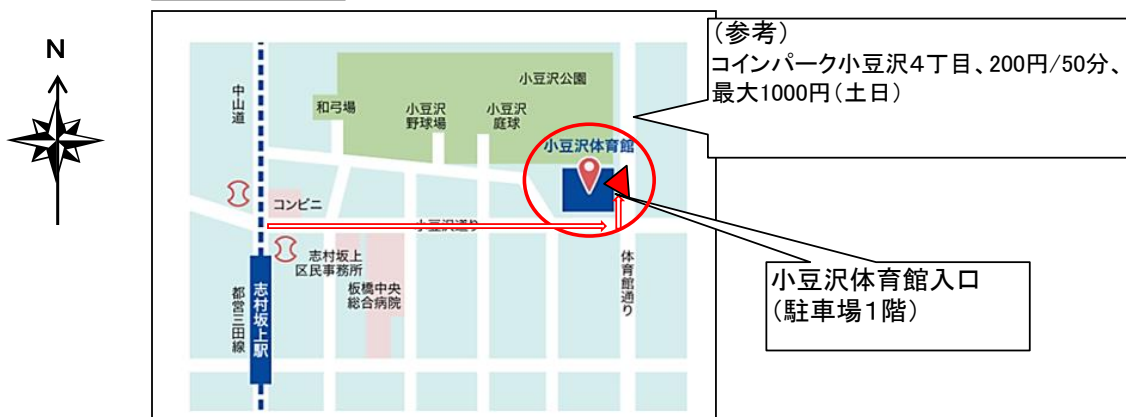 N
(参考)
コインパーク小豆沢４丁目、200円/50分、
最大1000円(土日)
小豆沢公園
中山道
和弓場
小豆沢
野球場
小豆沢
庭球
小豆沢体育館
コンビニ
小豆沢通り
志村坂上
区民事務所
板橋中央
総合病院
体育館通り
都営三田線
志村坂上駅
小豆沢体育館入口
(駐車場１階)